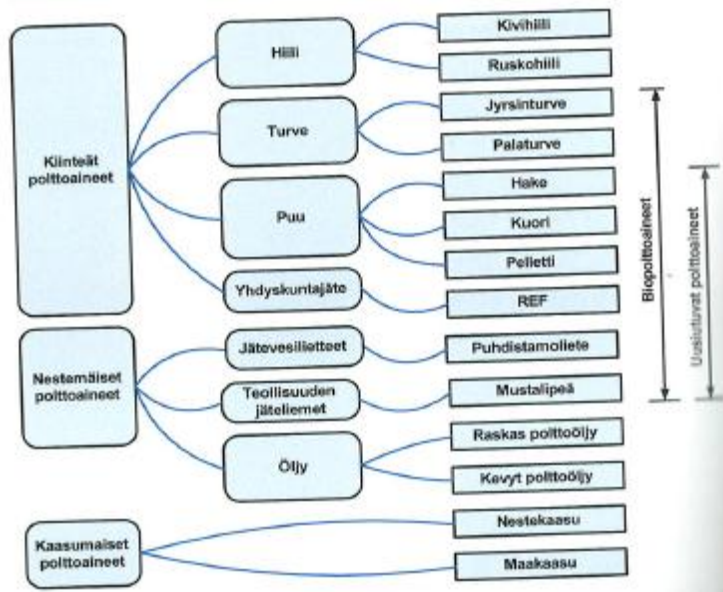 Kiinteät
polttoaineet
Hiili
Kivihiili
Ruskohiili
Turve
Jyrsinturve
Palaturve
Puu
Hake
Kuori
Pelletti
Yhdyskuntajäte
REF
Nestemäiset
polttoaineet
Jätevesilietteet
Puhdistamoliete
Teollisuuden
jäteliemet
Mustalipeä
Öljy
Raskas polttoöljy
Kevyt polttoöljy
Kaasumaiset
polttoaineet
Nestekaasu
Maakaasu
Biopolttoaineet
Uusiutuvat polttoaineet